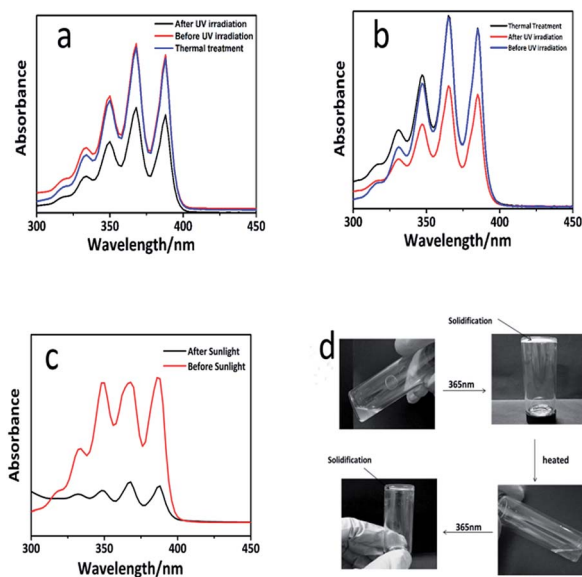 a
After UV irradiation
Before UV irradiation
Thermal treatment
Absorbance
300 350 400 450
Wavelength/nm
b
Thermal Treatment
After UV irradiation
Before UV Irradiation
Absorbance
300 350 400 450
Wavelength/nm
c
After Sunlight
Before Sunlight
Absorbance
300 350 400 450
Wavelength/nm
d
Solidification
365nm
heated
Solidification
365nm